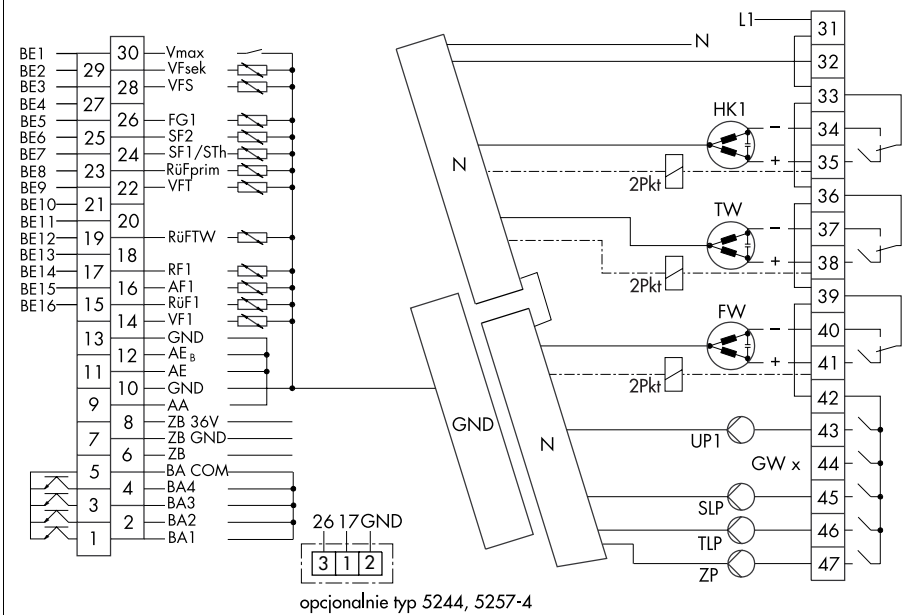 L1
31
N
32
33
HK1
−
34
+
35
2Pkt
36
TW
−
37
+
38
2Pkt
39
FW
−
40
+
41
2Pkt
42
UP1
43
GW x
44
SLP
45
TLP
46
ZP
47
N
GND
N
BE1
30
Vmax
BE2
29
VFsek
BE3
28
VFS
BE4
27
BE5
26
FG1
BE6
25
SF2
BE7
24
SF1/STh
BE8
23
RüFprim
BE9
22
VFT
BE10
21
BE11
20
BE12
19
RüFTW
BE13
18
BE14
17
RF1
BE15
16
AF1
BE16
15
RüF1
14
VF1
13
GND
12
AE B
11
AE
10
GND
9
AA
8
ZB 36V
7
ZB GND
6
ZB
5
BA COM
4
BA4
3
BA3
2
BA2
1
BA1
26 17 GND
3 1 2
opcjonalnie typ 5244, 5257-4